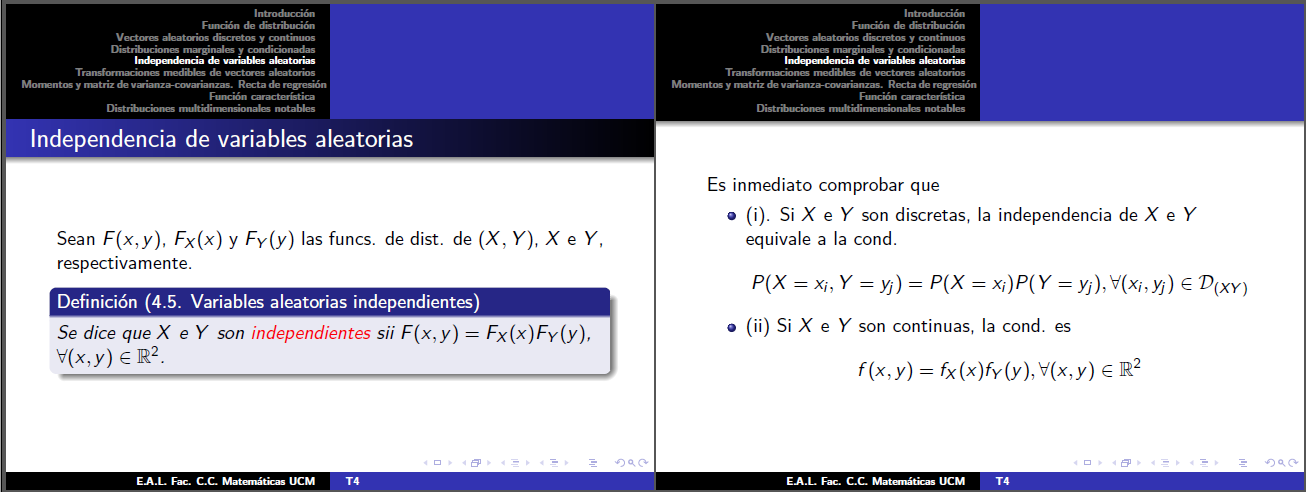 Introducción
Función de distribución
Vectores aleatorios discretos y continuos
Distribuciones marginales y condicionadas
Independencia de variables aleatorias
Transformaciones medibles de vectores aleatorios
Momentos y matriz de varianza-covarianzas. Recta de regresión
Función característica
Distribuciones multidimensionales notables
Independencia de variables aleatorias
Sean F(x, y), F_X(x) y F_Y(y) las funcs. de dist. de (X, Y), X e Y,
respectivamente.
Definición (4.5. Variables aleatorias independientes)
Se dice que X e Y son independientes sii F(x, y) = F_X(x)F_Y(y),
∀(x, y) ∈ ℝ².
E.A.L. Fac. C.C. Matemáticas UCM T4
Introducción
Función de distribución
Vectores aleatorios discretos y continuos
Distribuciones marginales y condicionadas
Independencia de variables aleatorias
Transformaciones medibles de vectores aleatorios
Momentos y matriz de varianza-covarianzas. Recta de regresión
Función característica
Distribuciones multidimensionales notables
Es inmediato comprobar que
(i). Si X e Y son discretas, la independencia de X e Y
equivale a la cond.
P(X = x_i, Y = y_j) = P(X = x_i)P(Y = y_j), ∀(x_i, y_j) ∈ 𝒟_(XY)
(ii) Si X e Y son continuas, la cond. es
f(x, y) = f_X(x)f_Y(y), ∀(x, y) ∈ ℝ²
E.A.L. Fac. C.C. Matemáticas UCM T4